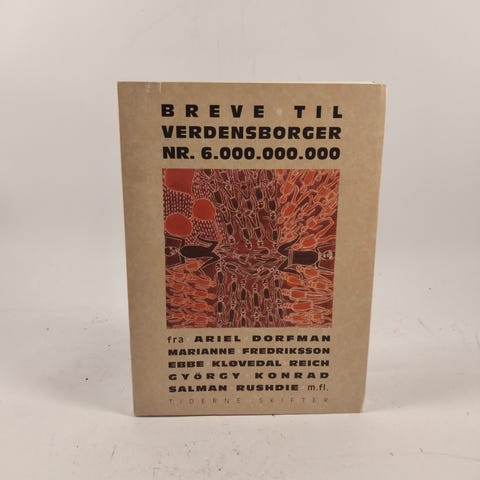 BREVE TIL
VERDENSBORGER
NR. 6.000.000.000
fra ARIEL DORFMAN
MARIANNE FREDRIKSSON
EBBE KLØVEDAL REICH
GYÖRGY KONRAD
SALMAN RUSHDIE m.fl.
TIDERNE SKIFTER